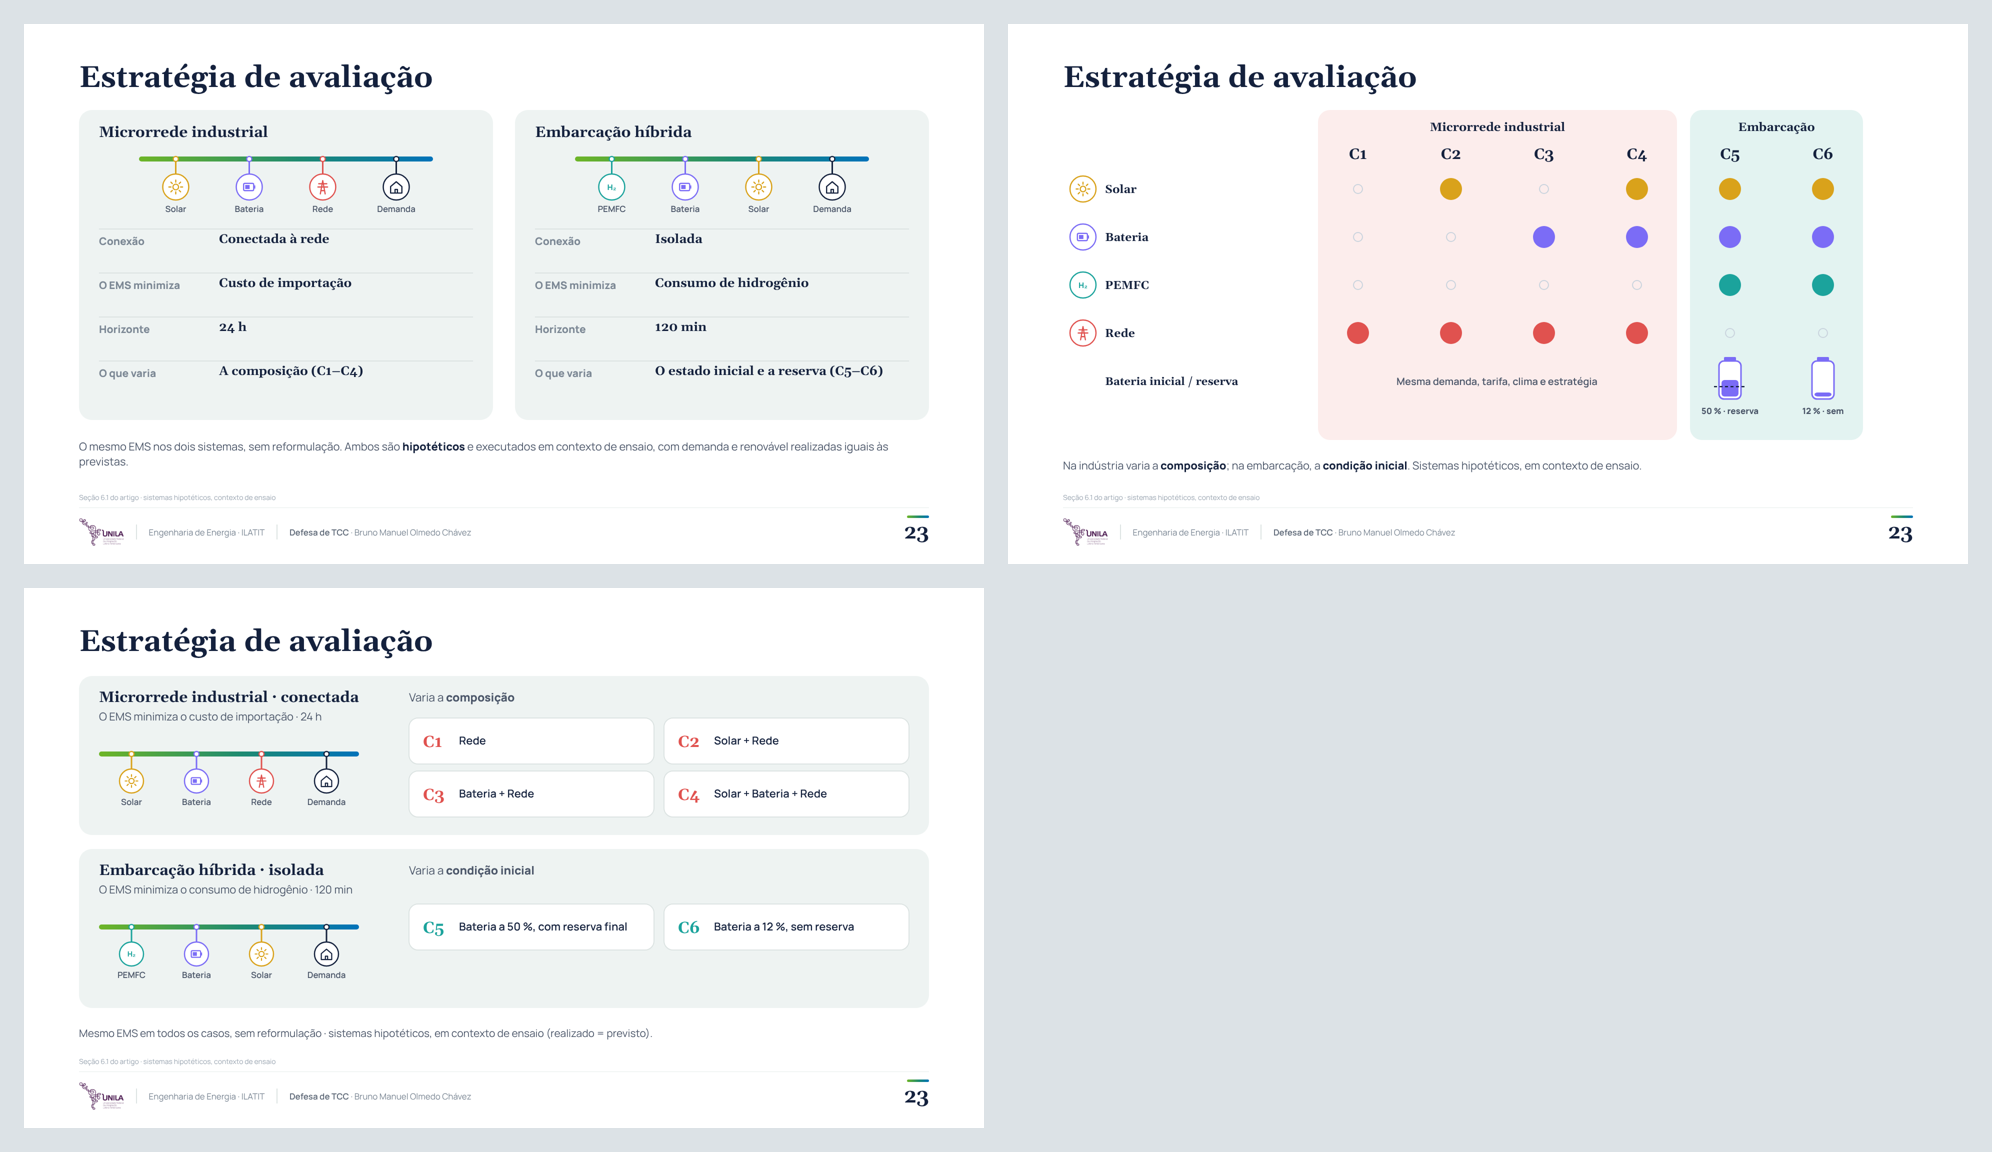 Estratégia de avaliação
Microrrede industrial
Solar
Bateria
Rede
Demanda
Conexão
Conectada à rede
O EMS minimiza
Custo de importação
Horizonte
24 h
O que varia
A composição (C1–C4)
Embarcação híbrida
H₂
PEMFC
Bateria
Solar
Demanda
Conexão
Isolada
O EMS minimiza
Consumo de hidrogênio
Horizonte
120 min
O que varia
O estado inicial e a reserva (C5–C6)
O mesmo EMS nos dois sistemas, sem reformulação. Ambos são hipotéticos e executados em contexto de ensaio, com demanda e renovável realizadas iguais às
previstas.
Seção 6.1 do artigo · sistemas hipotéticos, contexto de ensaio
UNILA
Engenharia de Energia · ILATIT
Defesa de TCC · Bruno Manuel Olmedo Chávez
23
Estratégia de avaliação
Microrrede industrial
Embarcação
C1
C2
C3
C4
C5
C6
Solar
Bateria
H₂
PEMFC
Rede
Bateria inicial / reserva
Mesma demanda, tarifa, clima e estratégia
50 % · reserva
12 % · sem
Na indústria varia a composição; na embarcação, a condição inicial. Sistemas hipotéticos, em contexto de ensaio.
Seção 6.1 do artigo · sistemas hipotéticos, contexto de ensaio
UNILA
Engenharia de Energia · ILATIT
Defesa de TCC · Bruno Manuel Olmedo Chávez
23
Estratégia de avaliação
Microrrede industrial · conectada
O EMS minimiza o custo de importação · 24 h
Solar
Bateria
Rede
Demanda
Varia a composição
C1 Rede
C2 Solar + Rede
C3 Bateria + Rede
C4 Solar + Bateria + Rede
Embarcação híbrida · isolada
O EMS minimiza o consumo de hidrogênio · 120 min
H₂
PEMFC
Bateria
Solar
Demanda
Varia a condição inicial
C5 Bateria a 50 %, com reserva final
C6 Bateria a 12 %, sem reserva
Mesmo EMS em todos os casos, sem reformulação · sistemas hipotéticos, em contexto de ensaio (realizado = previsto).
Seção 6.1 do artigo · sistemas hipotéticos, contexto de ensaio
UNILA
Engenharia de Energia · ILATIT
Defesa de TCC · Bruno Manuel Olmedo Chávez
23